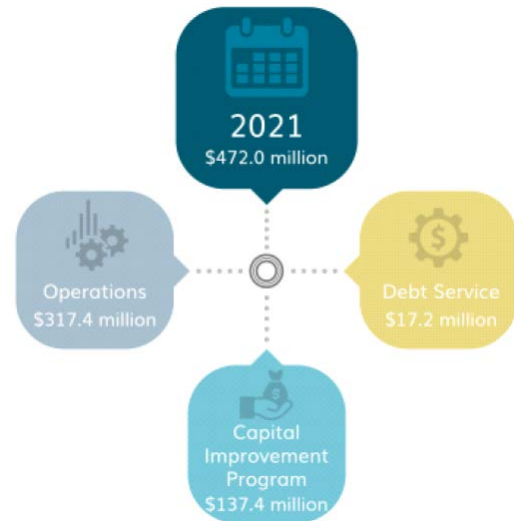 2021
$472.0 million
Operations
$317.4 million
Debt Service
$17.2 million
$
$
Capital
Improvement
Program
$137.4 million